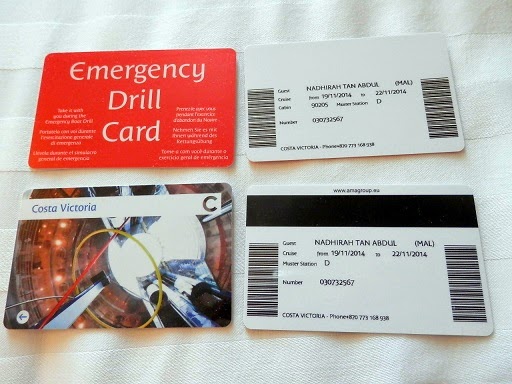 Emergency
Drill
Card
Take is with
you during the
Emergency Boat Drill
Portatela con voi durante
l'esercitazione generale
di emergenza
Llévela durante el simulacro
general de emergencia
Prenez-le avec vous
pendant l'exercice
d'abandon du Navire
Nehmen Sie es mit
Ihnen während der
Rettungsübung
Tome-o com você durante o
exercício geral de emergência
Guest NADHIRAH TAN ABDUL (MAL)
Cruise from 19/11/2014 to 22/11/2014
Cabin 90205 Muster Station D
Number 030732567
COSTA VICTORIA - Phone+870 773 168 938
Costa Victoria
C
www.amagroup.eu
Guest NADHIRAH TAN ABDUL (MAL)
Cruise from 19/11/2014 to 22/11/2014
Muster Station D
Number 030732567
COSTA VICTORIA - Phone+870 773 168 938